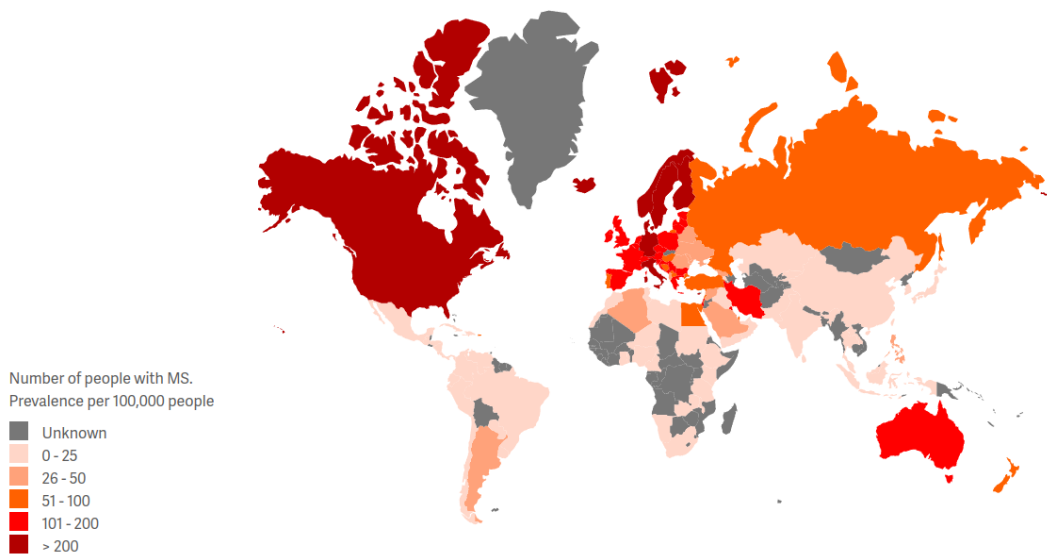 Number of people with MS.
Prevalence per 100,000 people
Unknown
0 - 25
26 - 50
51 - 100
101 - 200
> 200